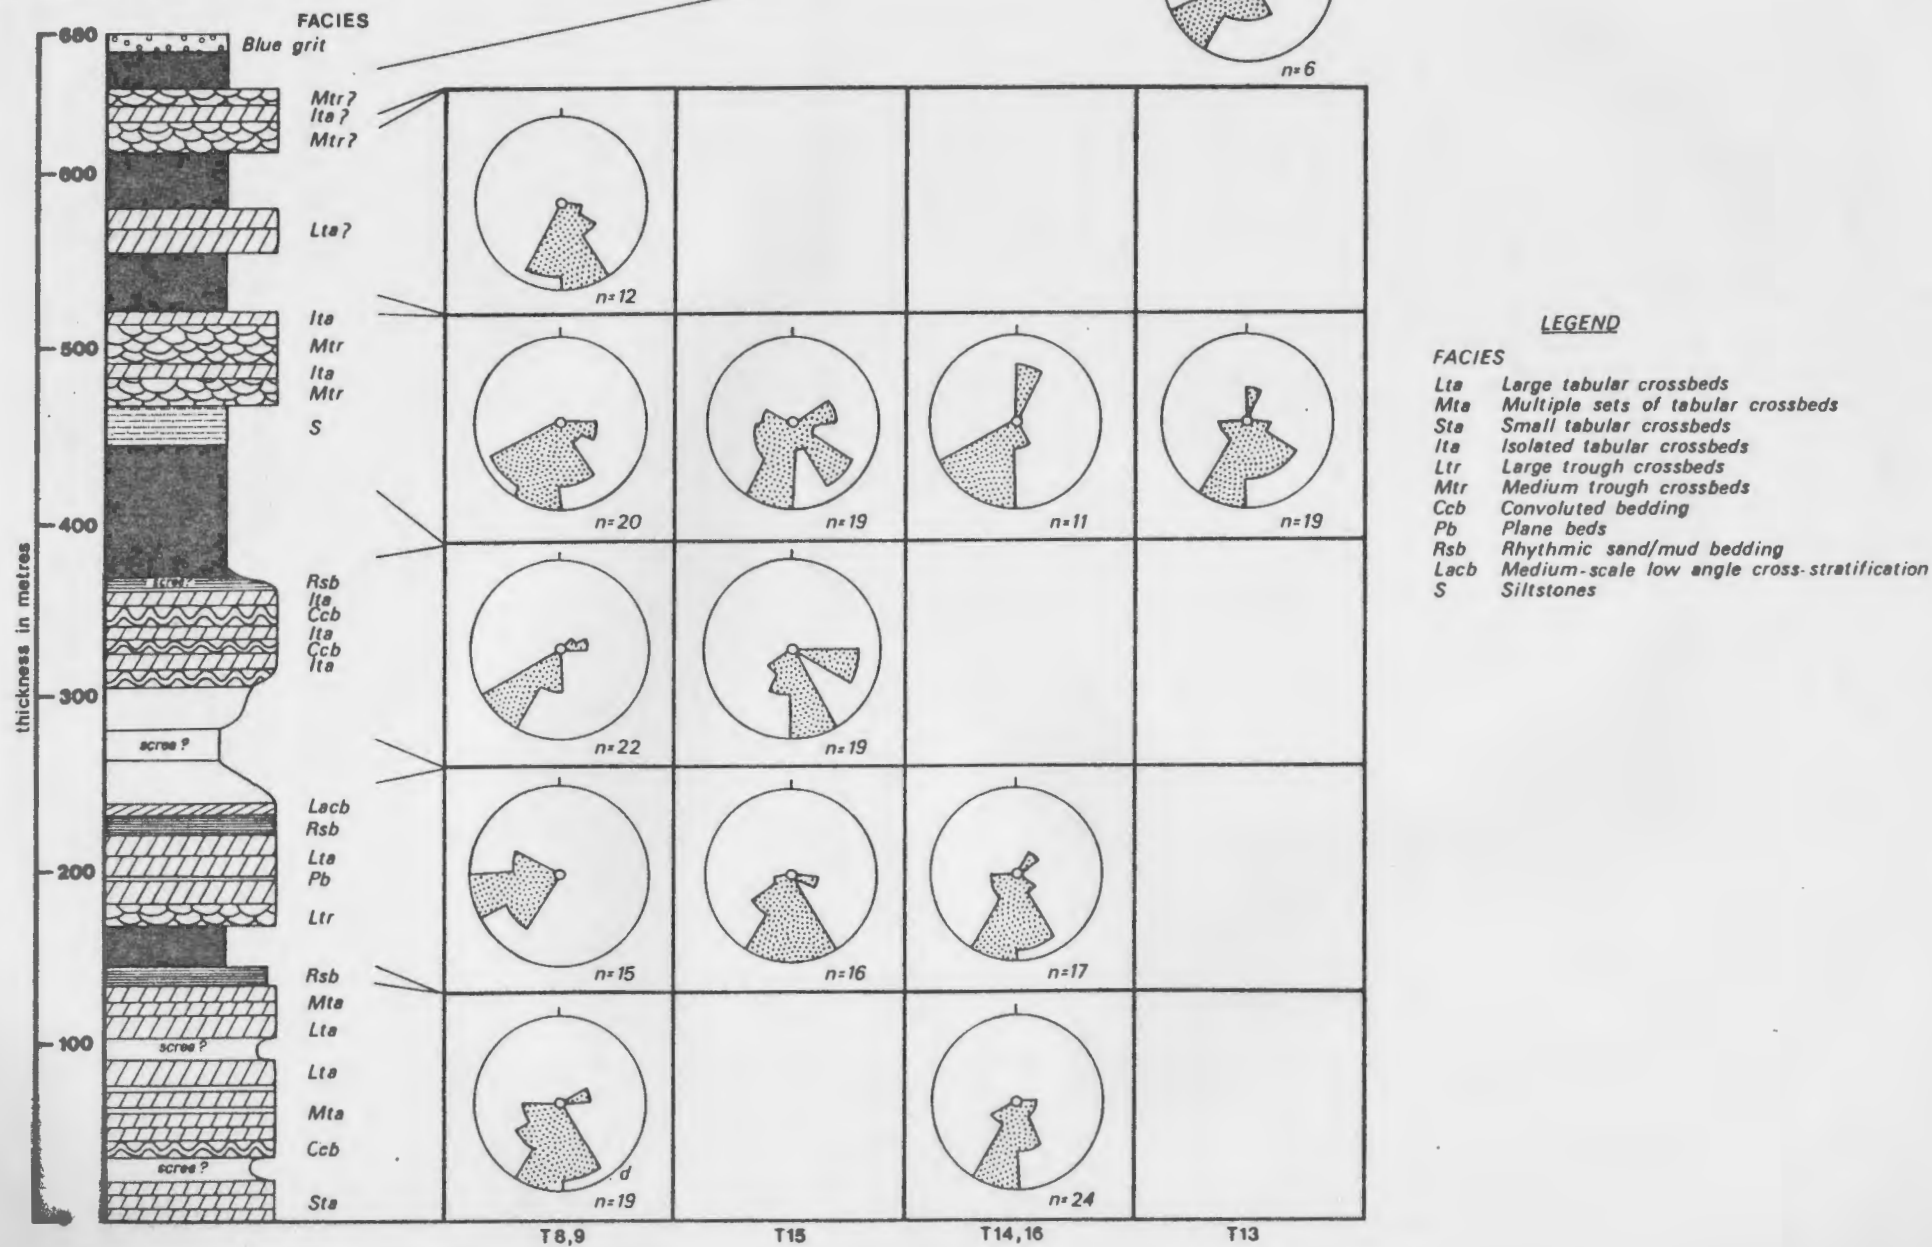 FACIES
680
Blue grit
n=6
Mtr?
Ita?
Mtr?
600
Lta?
n=12
Ita
500
Mtr
Ita
Mtr
S
n=20
n=19
n=11
n=19
400
thickness in metres
scree?
Rsb
Ita
Ccb
Ita
Ccb
Ita
300
scree?
n=22
n=19
Lacb
Rsb
Lta
200
Pb
Ltr
n=15
n=16
n=17
Rsb
Mta
Lta
100
scree?
Lta
Mta
Ccb
scree?
Sta
d
n=19
n=24
T8,9
T15
T14,16
T13
LEGEND
FACIES
Lta Large tabular crossbeds
Mta Multiple sets of tabular crossbeds
Sta Small tabular crossbeds
Ita Isolated tabular crossbeds
Ltr Large trough crossbeds
Mtr Medium trough crossbeds
Ccb Convoluted bedding
Pb Plane beds
Rsb Rhythmic sand/mud bedding
Lacb Medium-scale low angle cross-stratification
S Siltstones